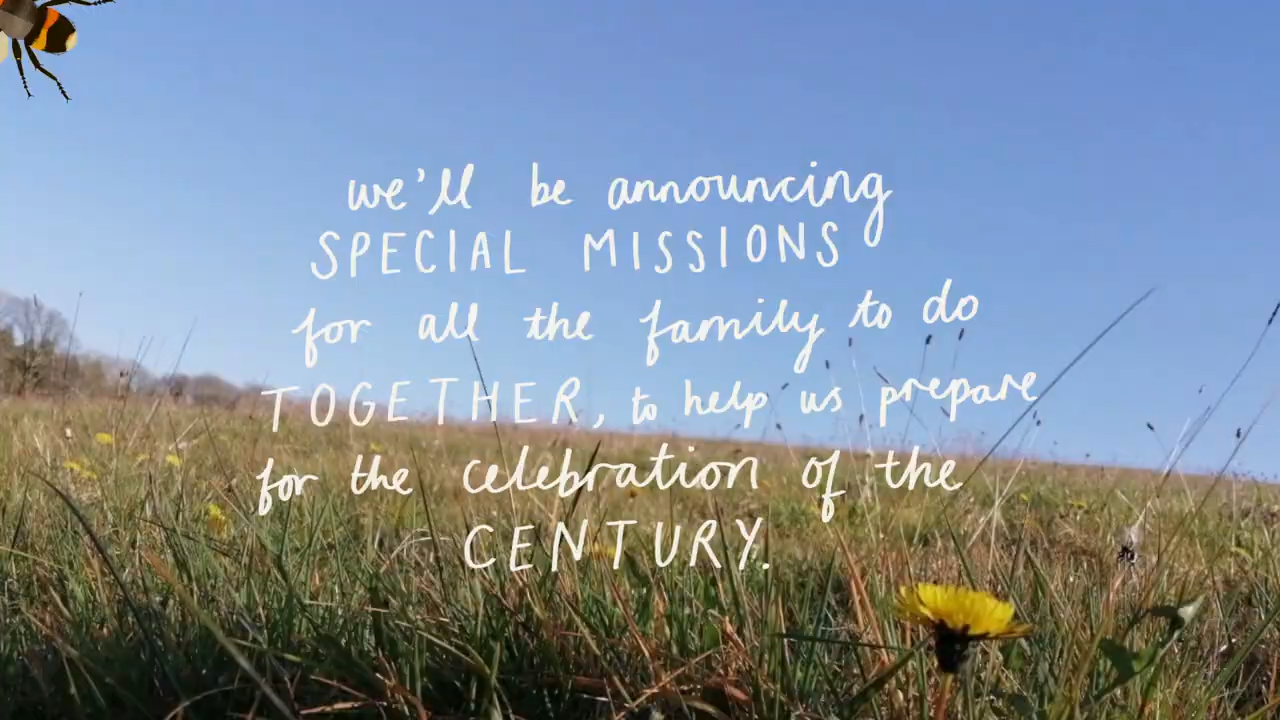 we'll be announcing
SPECIAL MISSIONS
for all the family to do
TOGETHER, to help us prepare
for the celebration of the
CENTURY.